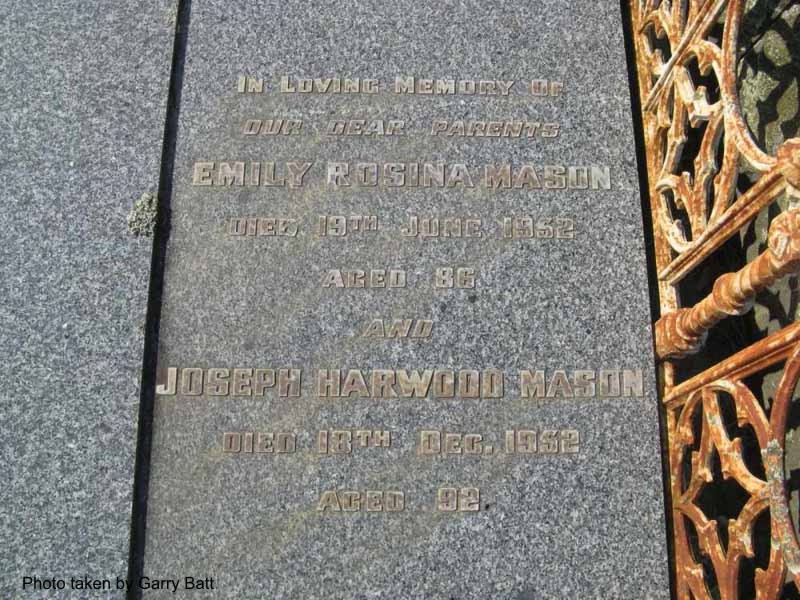 IN LOVING MEMORY OF
OUR DEAR PARENTS
EMILY ROSINA MASON
DIED 19TH JUNE 1952
AGED 86
AND
JOSEPH HARWOOD MASON
DIED 18TH DEC. 1952
AGED 92
Photo taken by Garry Batt